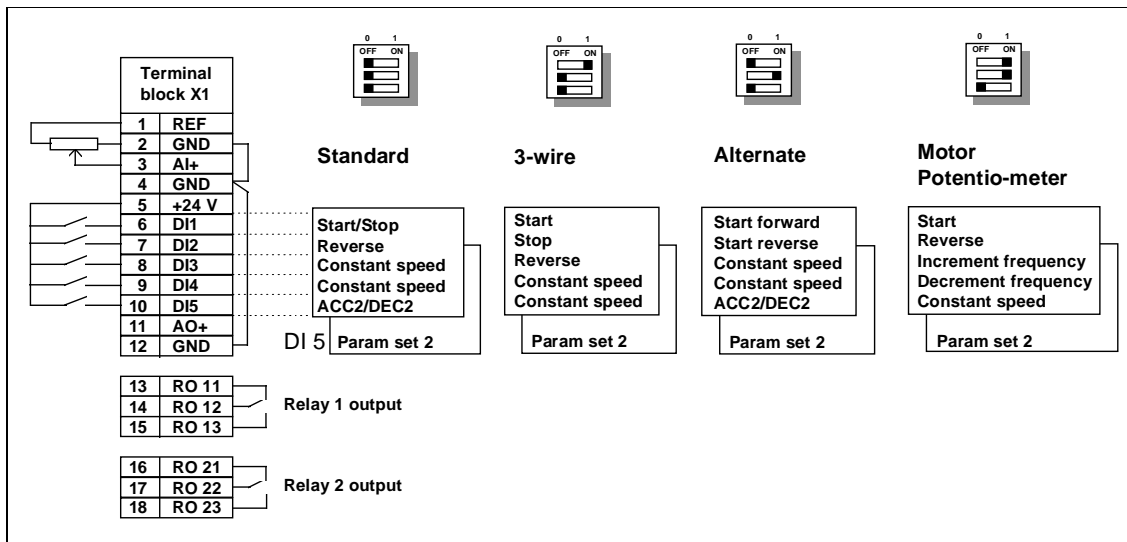 0 1
OFF ON
0 1
OFF ON
0 1
OFF ON
0 1
OFF ON
Terminal
block X1
1 REF
2 GND
3 AI+
4 GND
5 +24 V
6 DI1
7 DI2
8 DI3
9 DI4
10 DI5
11 AO+
12 GND
13 RO 11
14 RO 12
15 RO 13
Relay 1 output
16 RO 21
17 RO 22
18 RO 23
Relay 2 output
Standard
Start/Stop
Reverse
Constant speed
Constant speed
ACC2/DEC2
DI 5 Param set 2
3-wire
Start
Stop
Reverse
Constant speed
Constant speed
Param set 2
Alternate
Start forward
Start reverse
Constant speed
Constant speed
ACC2/DEC2
Param set 2
Motor
Potentio-meter
Start
Reverse
Increment frequency
Decrement frequency
Constant speed
Param set 2